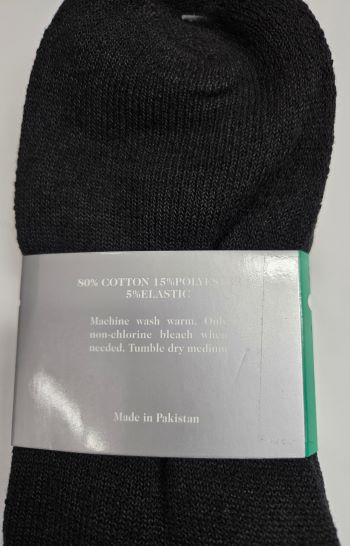 80% COTTON 15%POLYESTER
5%ELASTIC
Machine wash warm. Only
non-chlorine bleach when
needed. Tumble dry medium
Made in Pakistan